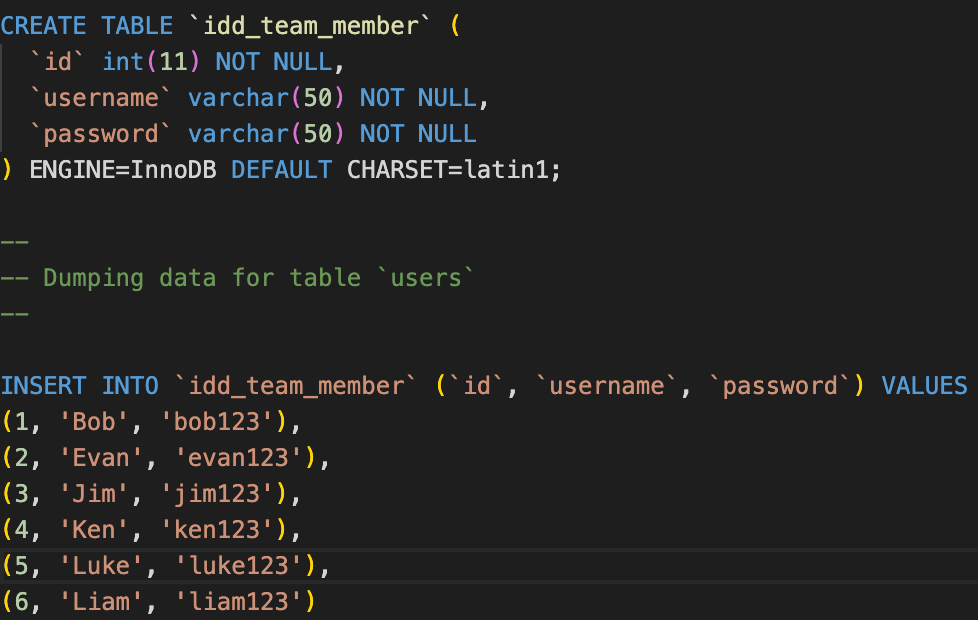 CREATE TABLE `idd_team_member` (
  `id` int(11) NOT NULL,
  `username` varchar(50) NOT NULL,
  `password` varchar(50) NOT NULL
) ENGINE=InnoDB DEFAULT CHARSET=latin1;
--
-- Dumping data for table `users`
--
INSERT INTO `idd_team_member` (`id`, `username`, `password`) VALUES
(1, 'Bob', 'bob123'),
(2, 'Evan', 'evan123'),
(3, 'Jim', 'jim123'),
(4, 'Ken', 'ken123'),
(5, 'Luke', 'luke123'),
(6, 'Liam', 'liam123')